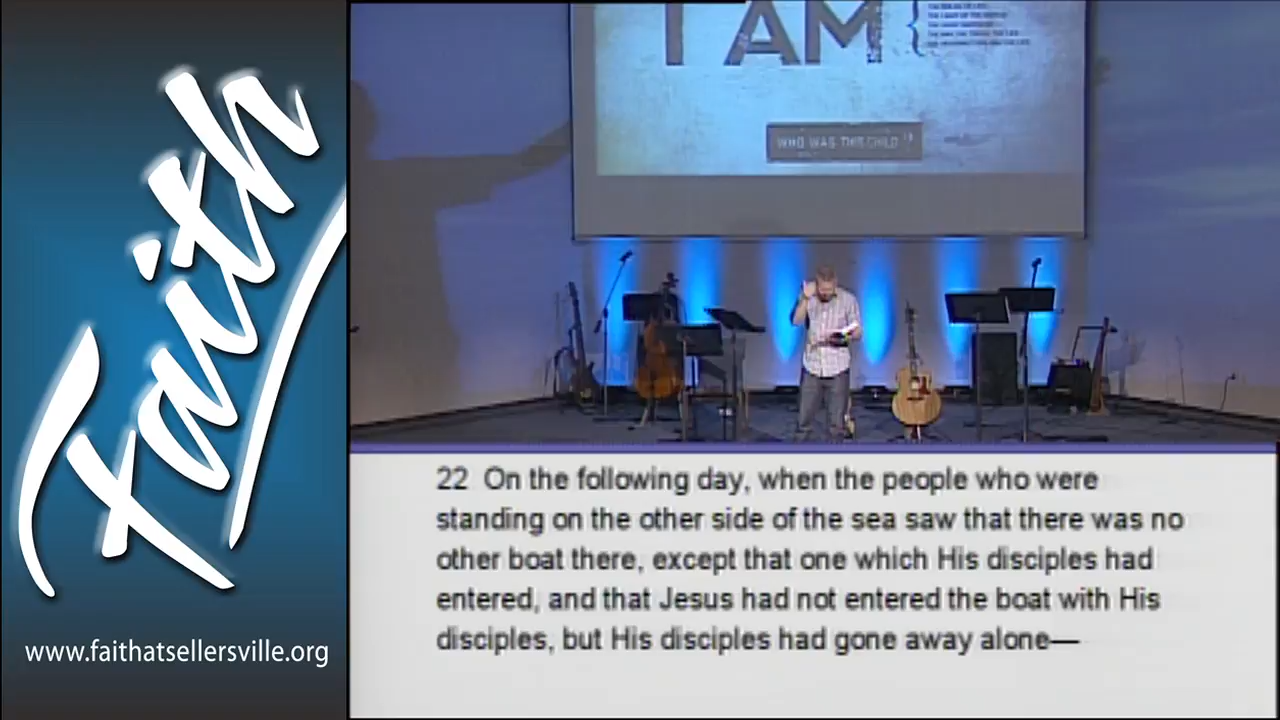 Faith
www.faithatsellersville.org
I AM
WHO WAS THIS CHILD
22 On the following day, when the people who were
standing on the other side of the sea saw that there was no
other boat there, except that one which His disciples had
entered, and that Jesus had not entered the boat with His
disciples, but His disciples had gone away alone—